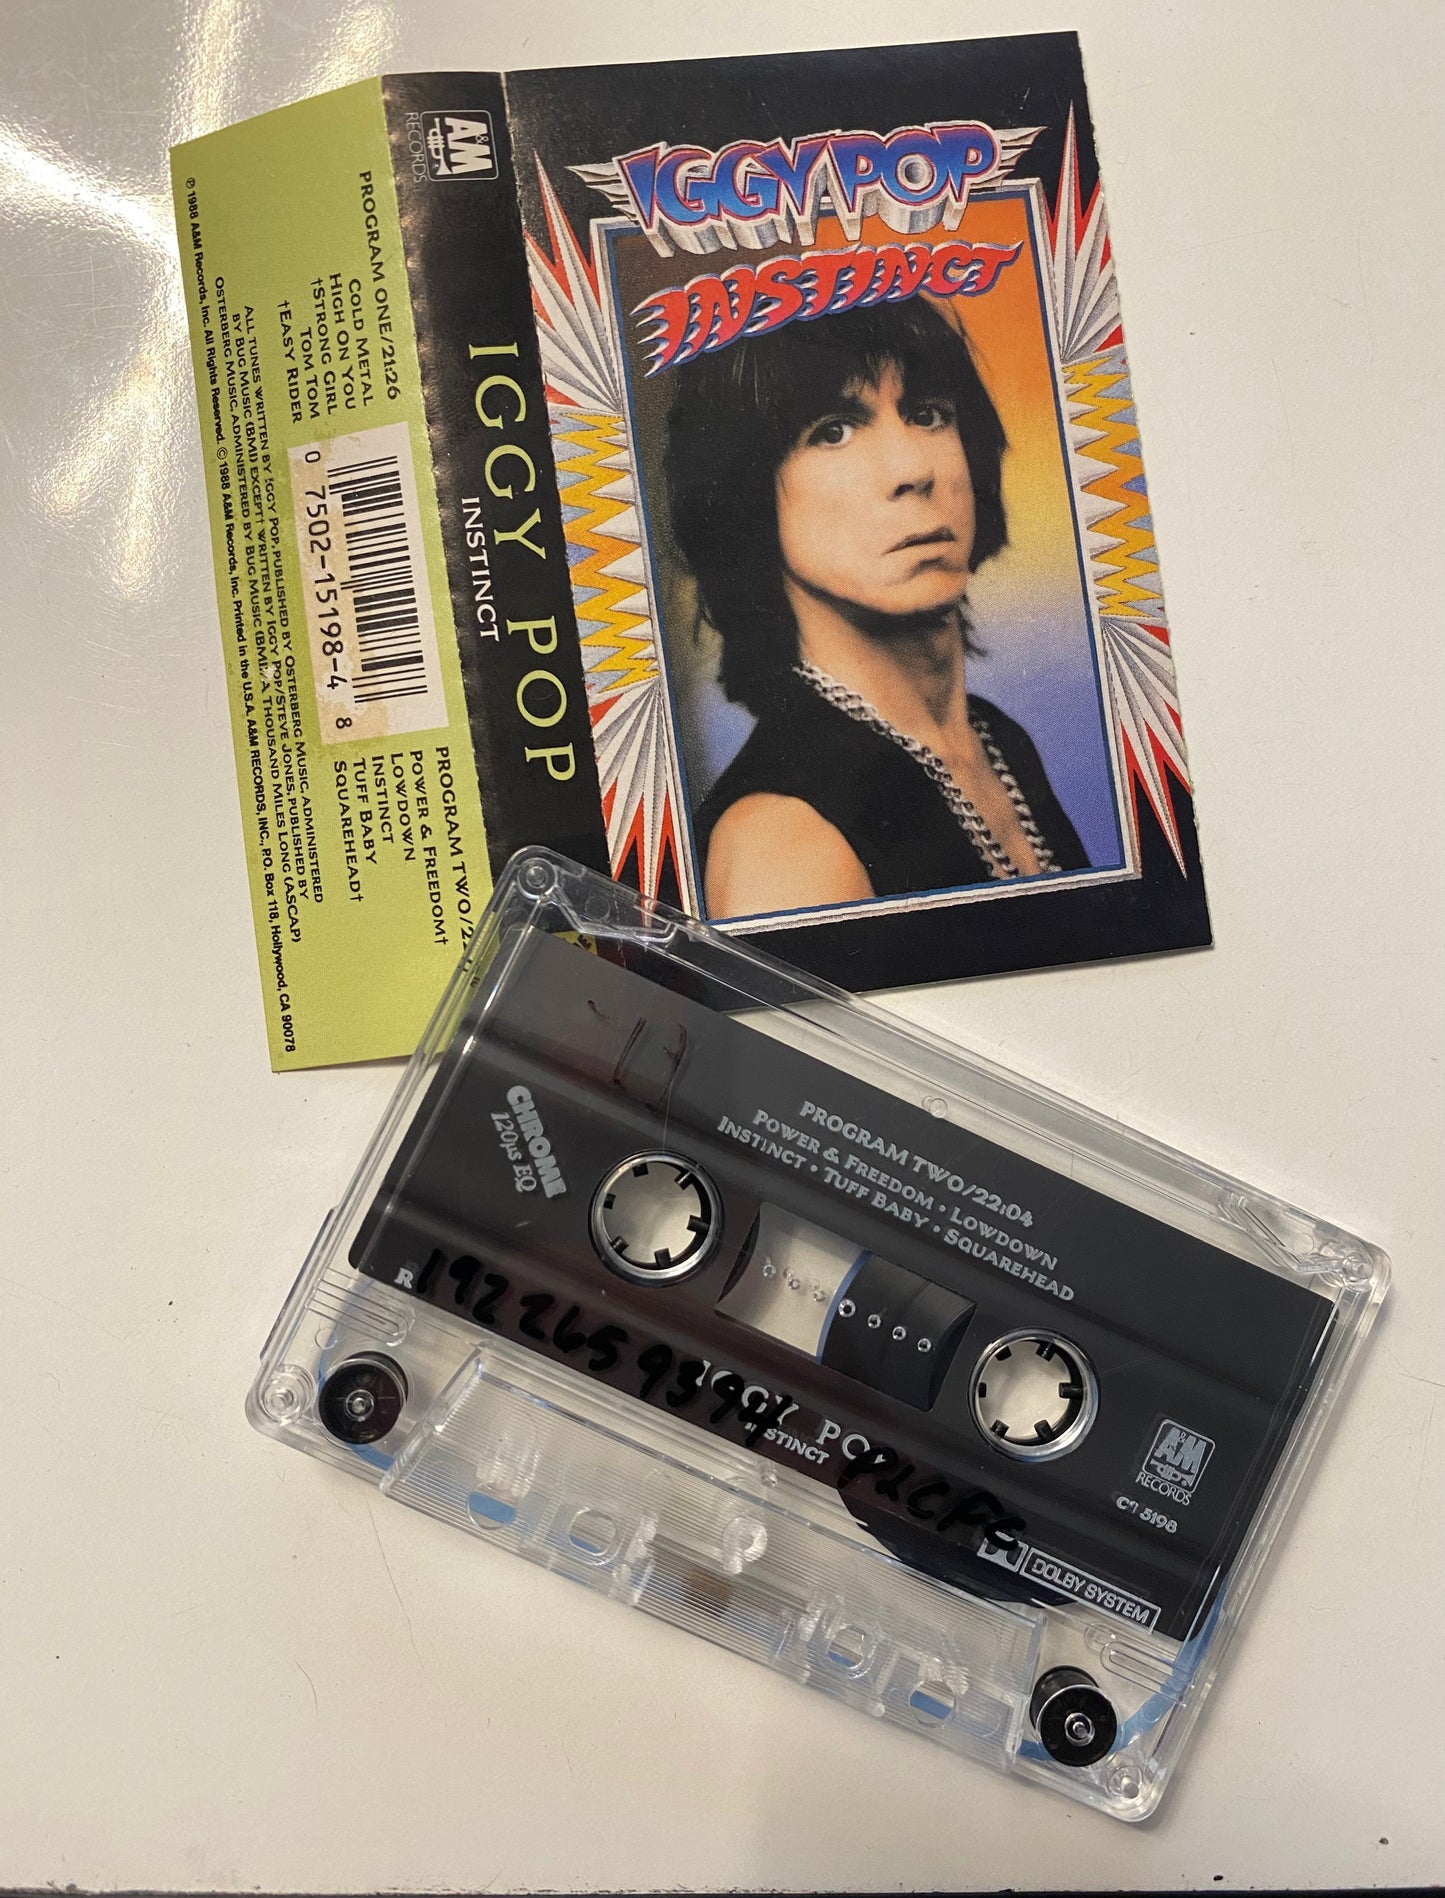 IGGY POP
INSTINCT
A&M
RECORDS
IGGY POP
INSTINCT
PROGRAM ONE/21:26
COLD METAL
HIGH ON YOU
†STRONG GIRL
TOM TOM
†EASY RIDER
0 7502-15198-4 8
PROGRAM TWO/22
POWER & FREEDOM†
LOWDOWN
INSTINCT
TUFF BABY
SQUAREHEAD†
ALL TUNES WRITTEN BY IGGY POP, PUBLISHED BY OSTERBERG MUSIC, ADMINISTERED
BY BUG MUSIC (BMI) EXCEPT† WRITTEN BY IGGY POP/STEVE JONES, PUBLISHED BY
OSTERBERG MUSIC, ADMINISTERED BY BUG MUSIC (BMI)/A THOUSAND MILES LONG (ASCAP)
℗ 1988 A&M Records, Inc. All Rights Reserved. © 1988 A&M Records, Inc. Printed in the U.S.A. A&M RECORDS, INC., P.O. Box 118, Hollywood, CA 90078
PROGRAM TWO/22:04
POWER & FREEDOM • LOWDOWN
INSTINCT • TUFF BABY • SQUAREHEAD
CHROME
120µs EQ
R
192265939
IGGY POP
INSTINCT
A&M
RECORDS
CS 5198
DOLBY SYSTEM